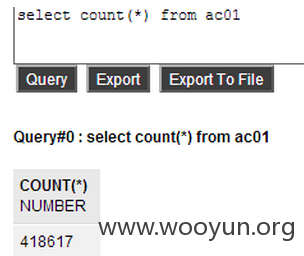 select count(*) from ac01
Query Export Export To File
Query#0 : select count(*) from ac01
COUNT(*)
NUMBER
418617
www.wooyun.org